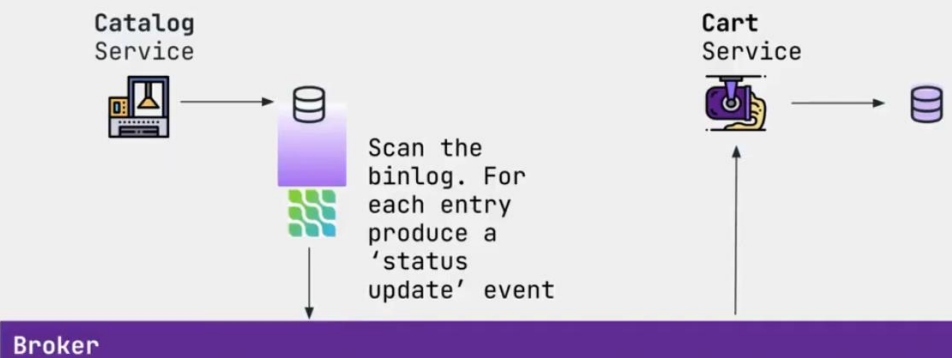 Catalog
Service
Cart
Service
Scan the
binlog. For
each entry
produce a
‘status
update’ event
Broker